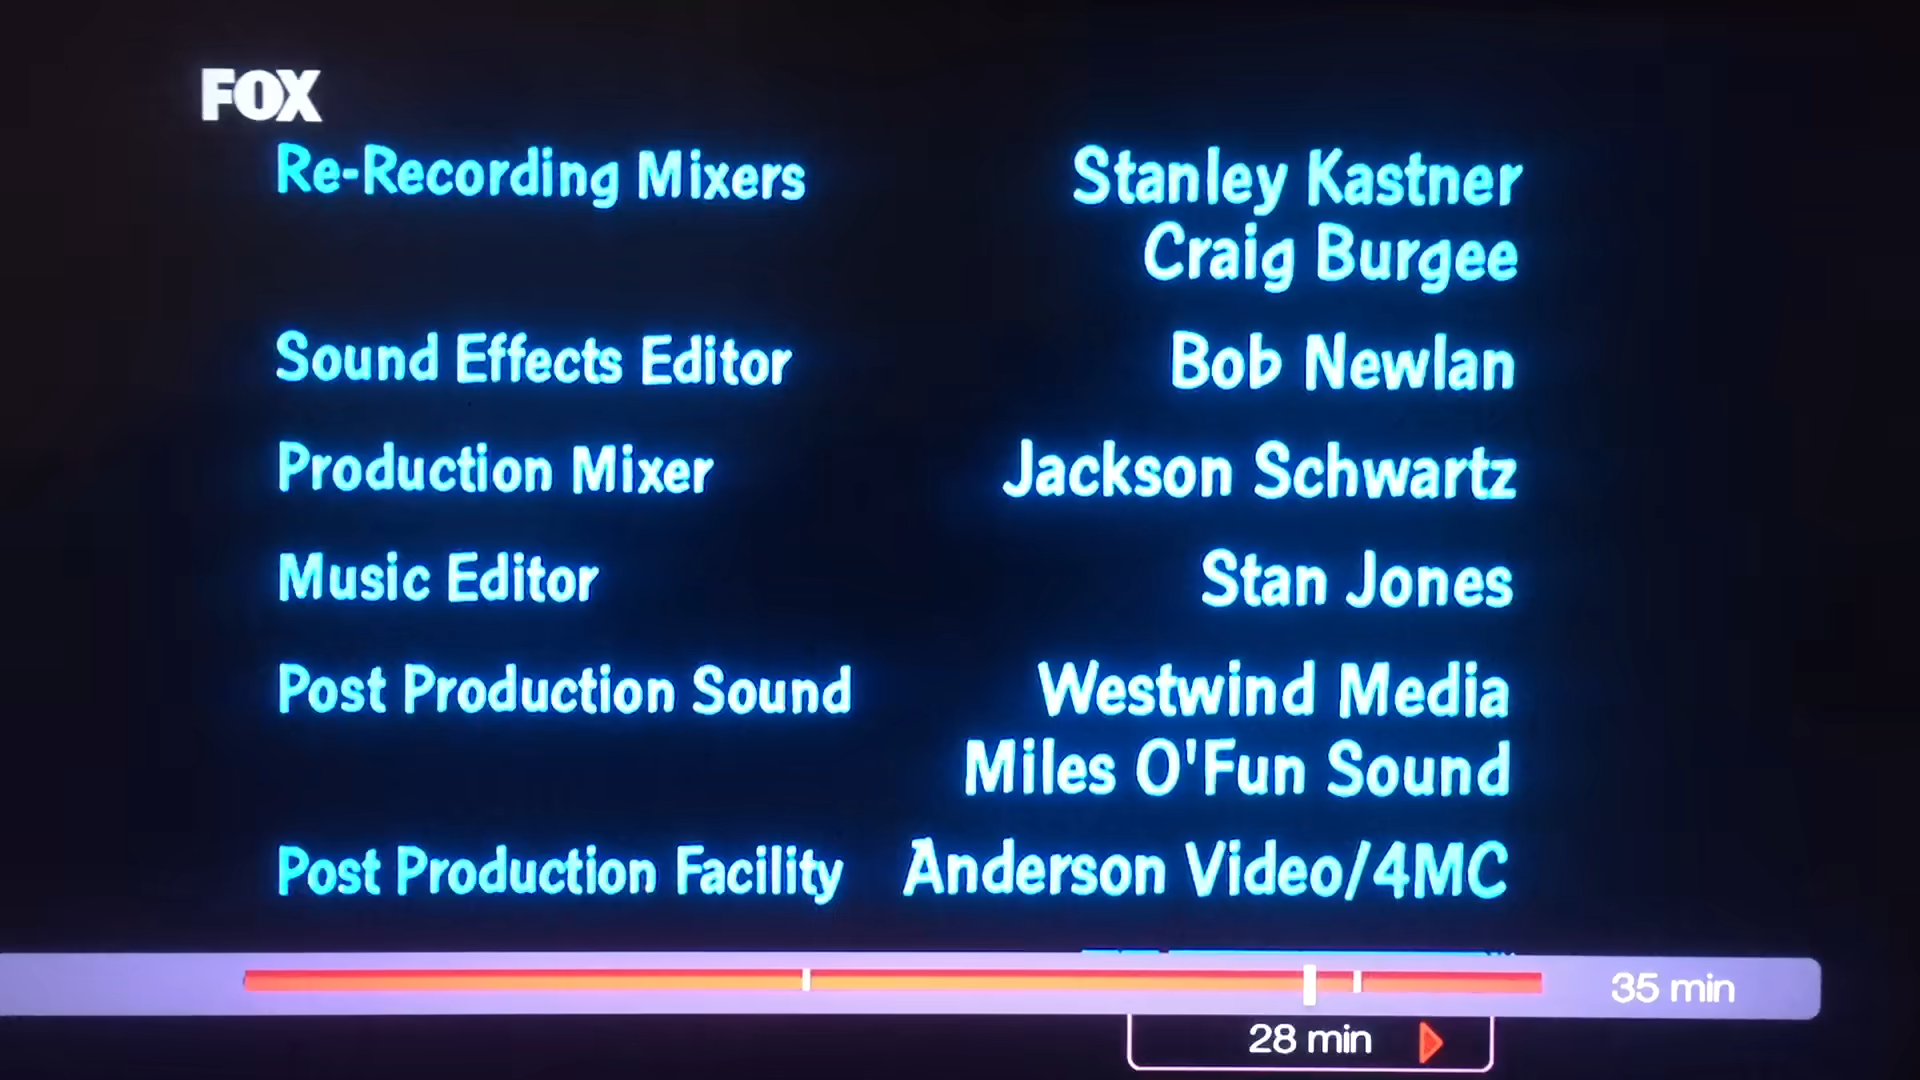 FOX
Re-Recording Mixers Stanley Kastner
Craig Burgee
Sound Effects Editor Bob Newlan
Production Mixer Jackson Schwartz
Music Editor Stan Jones
Post Production Sound Westwind Media
Miles O'Fun Sound
Post Production Facility Anderson Video/4MC
35 min
28 min